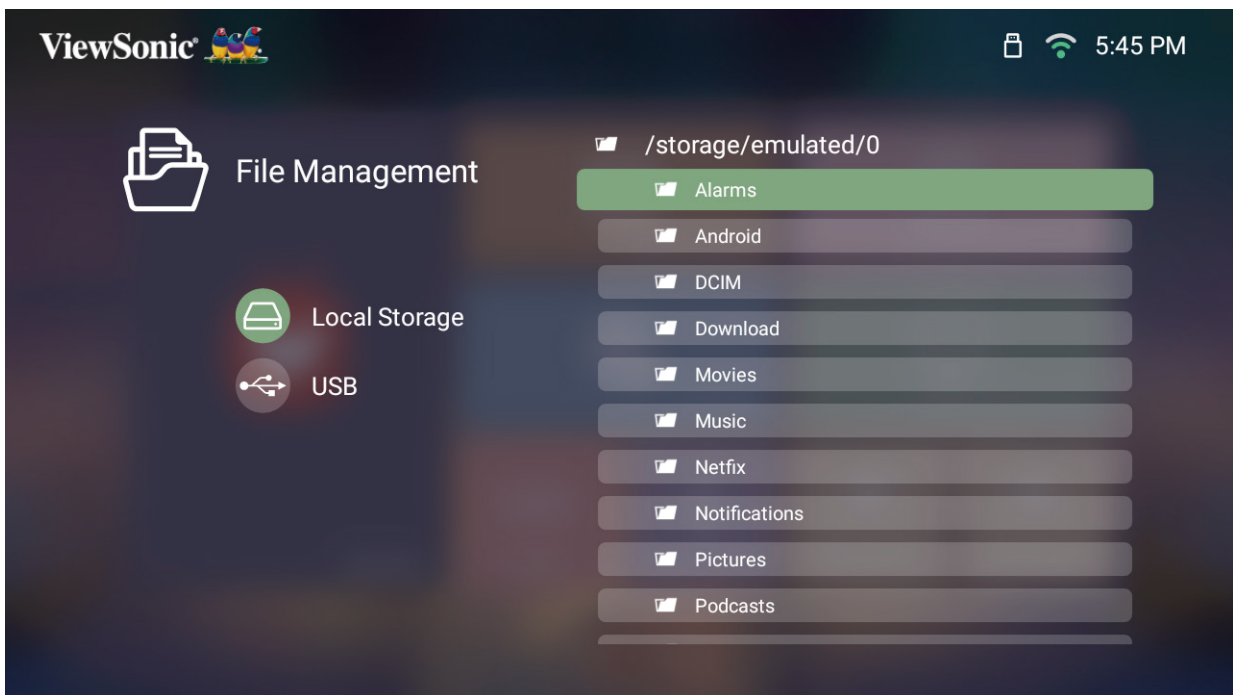 ViewSonic®
5:45 PM
File Management
Local Storage
USB
/storage/emulated/0
Alarms
Android
DCIM
Download
Movies
Music
Netfix
Notifications
Pictures
Podcasts